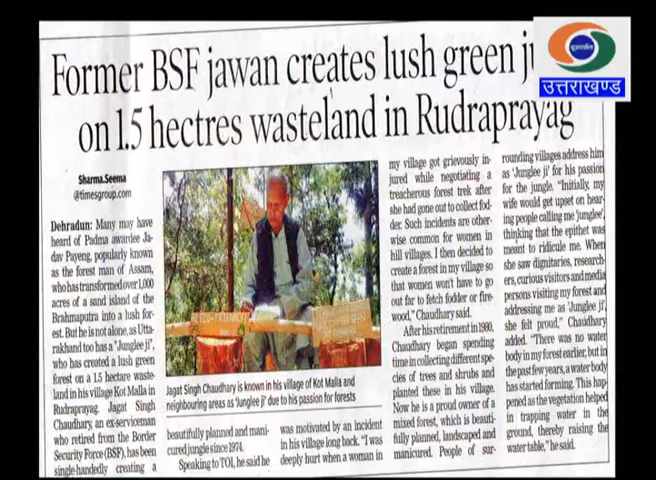 Former BSF jawan creates lush green
on 1.5 hectres wasteland in Rudraprayag
उत्तराखण्ड
Sharma.Seema
@timesgroup.com
Dehradun: Many may have
heard of Padma awardee Ja-
dav Payeng, popularly known
as the forest man of Assam,
who has transformed over 1,000
acres of a sand island of the
Brahmaputra into a lush for-
est. But he is not alone, as Utta-
rakhand too has a "Junglee ji",
who has created a lush green
forest on a 1.5 hectare waste-
land in his village Kot Malla in
Rudraprayag. Jagat Singh
Chaudhary, an ex-serviceman
who retired from the Border
Security Force (BSF), has been
single-handedly creating a
Jagat Singh Chaudhary is known in his village of Kot Malla and
neighbouring areas as 'Junglee ji' due to his passion for forests
beautifully planned and mani-
cured jungle since 1974.
Speaking to TOI, he said he
was motivated by an incident
in his village long back. "I was
deeply hurt when a woman in
my village got grievously in-
jured while negotiating a
treacherous forest trek after
she had gone out to collect fod-
der. Such incidents are other-
wise common for women in
hill villages. I then decided to
create a forest in my village so
that women won't have to go
out far to fetch fodder or fire-
wood," Chaudhary said.
After his retirement in 1980,
Chaudhary began spending
time in collecting different spe-
cies of trees and shrubs and
planted these in his village.
Now he is a proud owner of a
mixed forest, which is beauti-
fully planned, landscaped and
manicured. People of sur-
rounding villages address him
as 'Junglee ji' for his passion
for the jungle. "Initially, my
wife would get upset on hear-
ing people calling me 'junglee',
thinking that the epithet was
meant to ridicule me. When
she saw dignitaries, research-
ers, curious visitors and media
persons visiting my forest and
addressing me as 'Junglee ji',
she felt proud," Chaudhary
added. "There was no water
body in my forest earlier, but in
the past few years, a water body
has started forming. This hap-
pened as the vegetation helped
in trapping water in the
ground, thereby raising the
water table," he said.